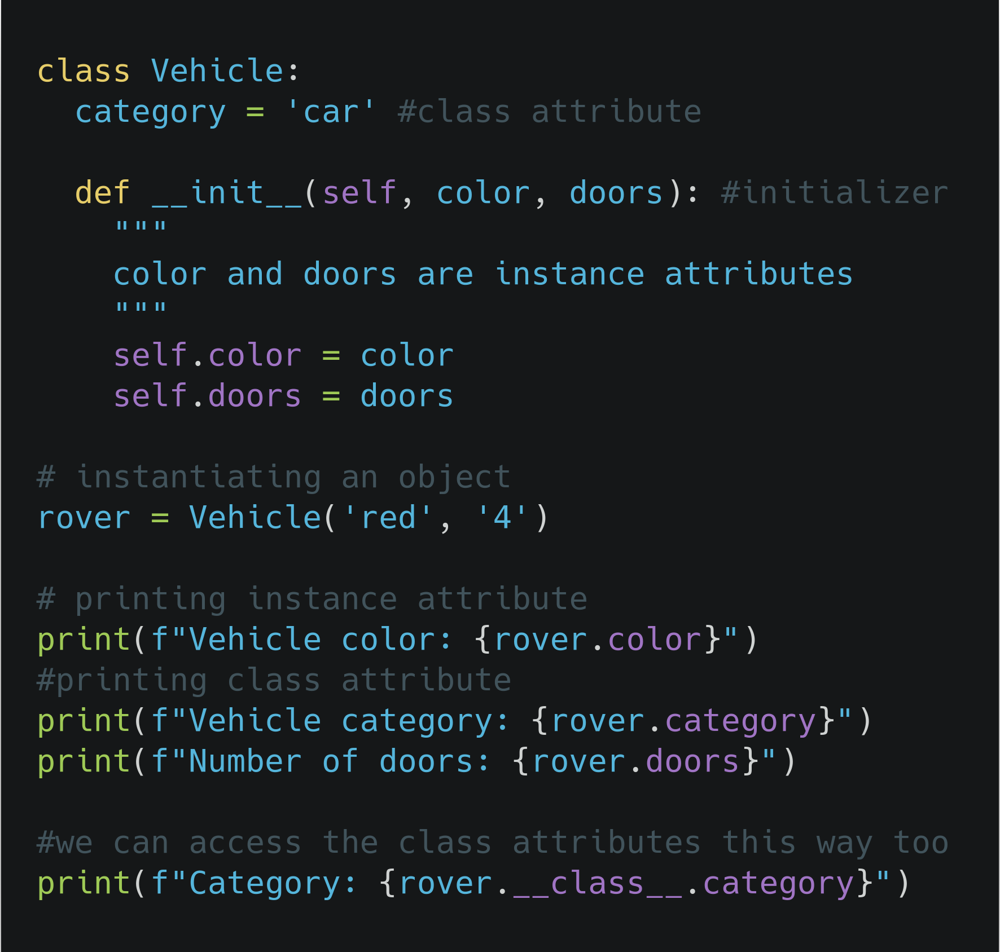 class Vehicle:
  category = 'car' #class attribute

  def __init__(self, color, doors): #initializer
    """
    color and doors are instance attributes
    """
    self.color = color
    self.doors = doors

# instantiating an object
rover = Vehicle('red', '4')

# printing instance attribute
print(f"Vehicle color: {rover.color}")
#printing class attribute
print(f"Vehicle category: {rover.category}")
print(f"Number of doors: {rover.doors}")

#we can access the class attributes this way too
print(f"Category: {rover.__class__.category}")